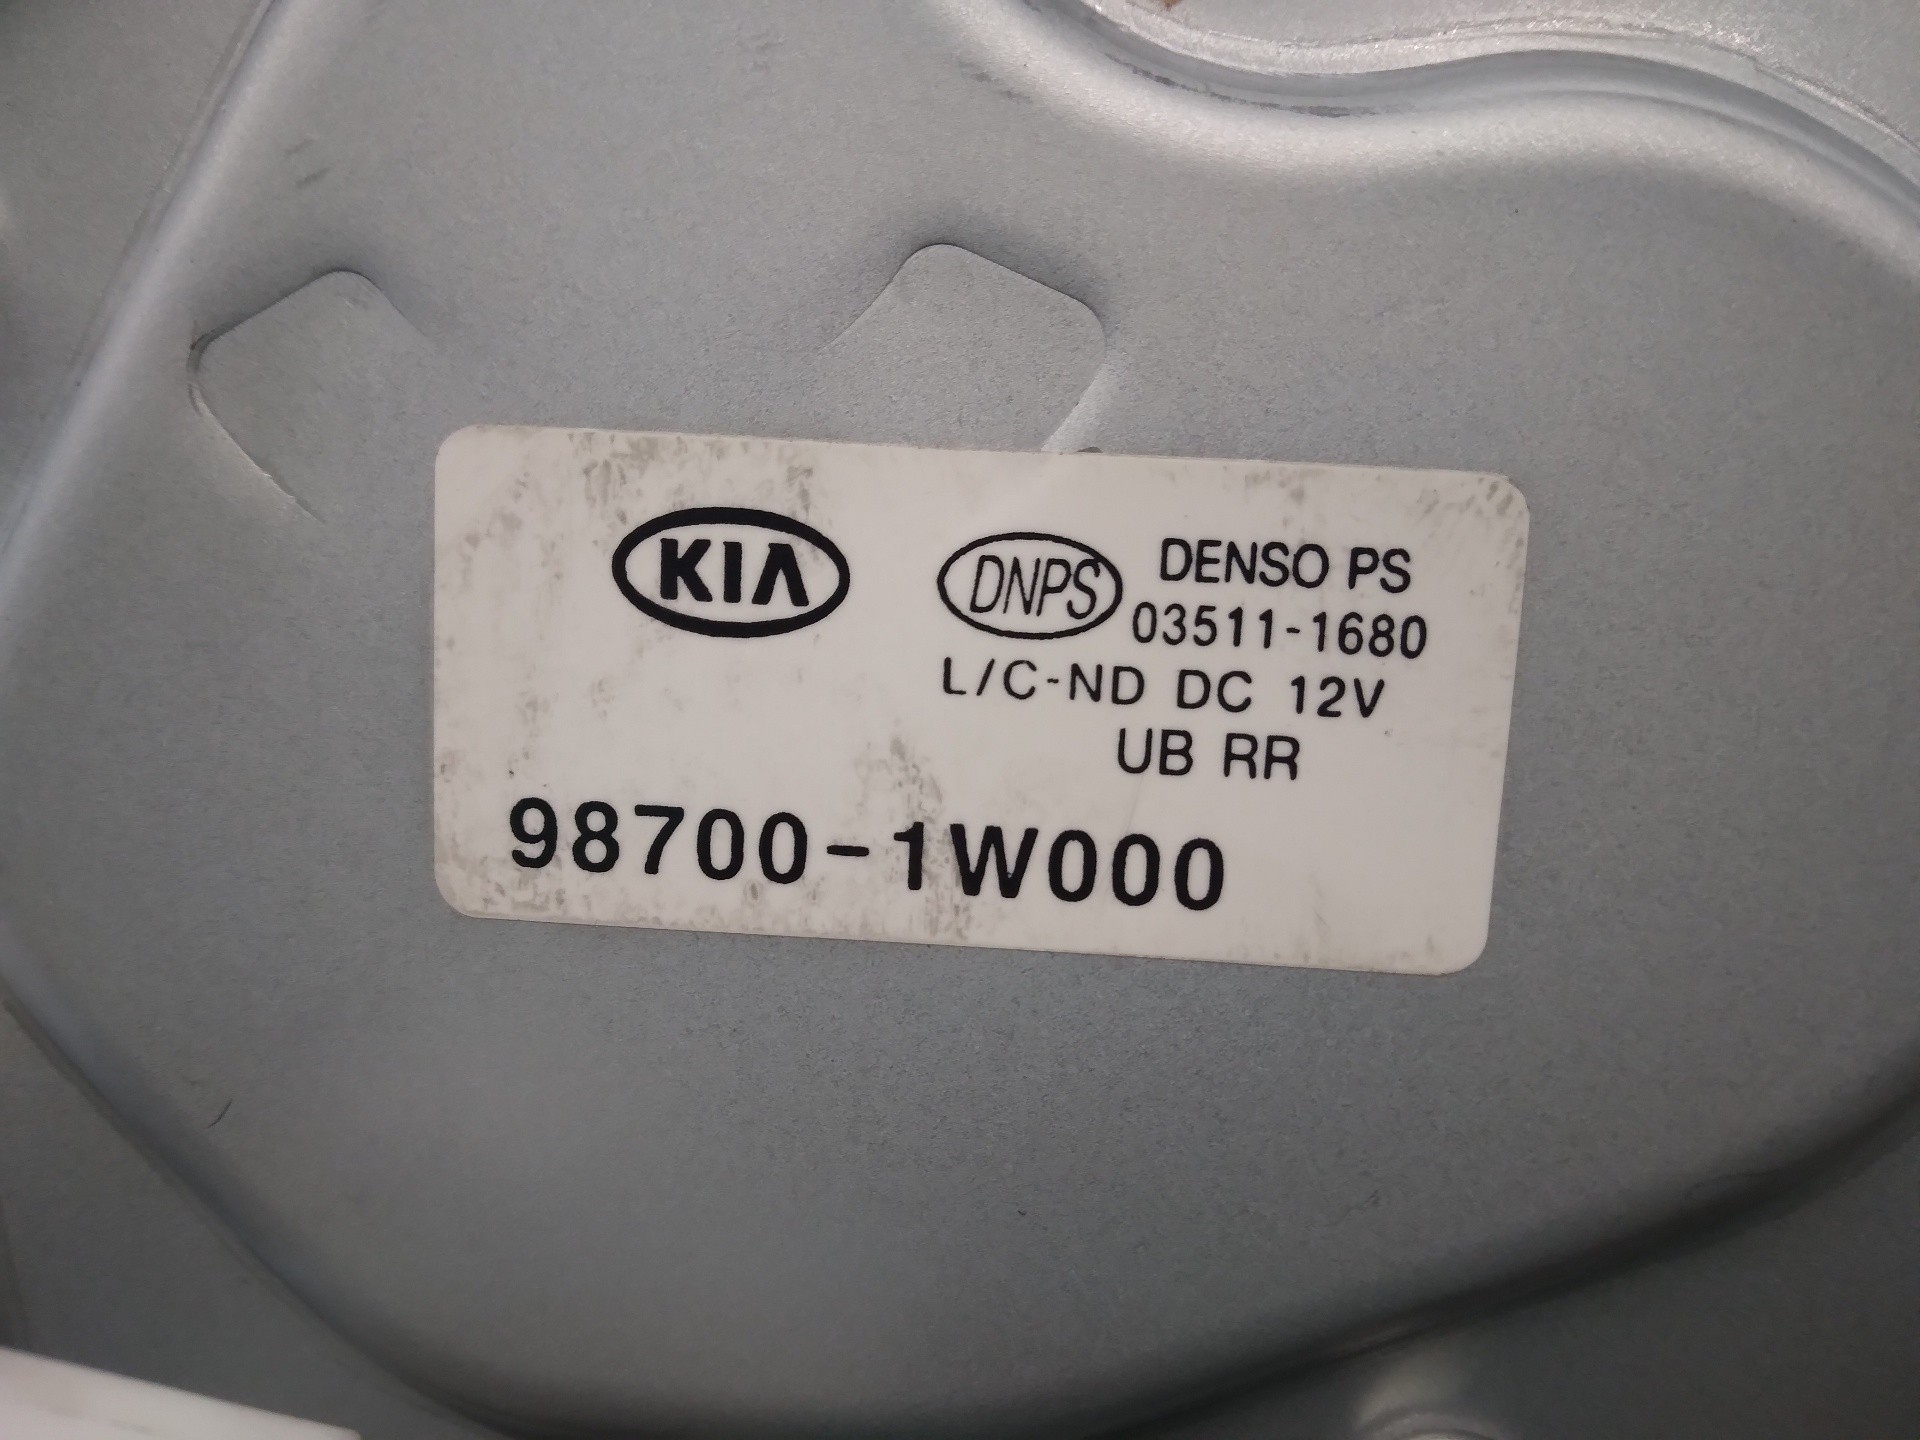 KIA
DNPS
DENSO PS
03511-1680
L/C-ND DC 12V
UB RR
98700-1W000